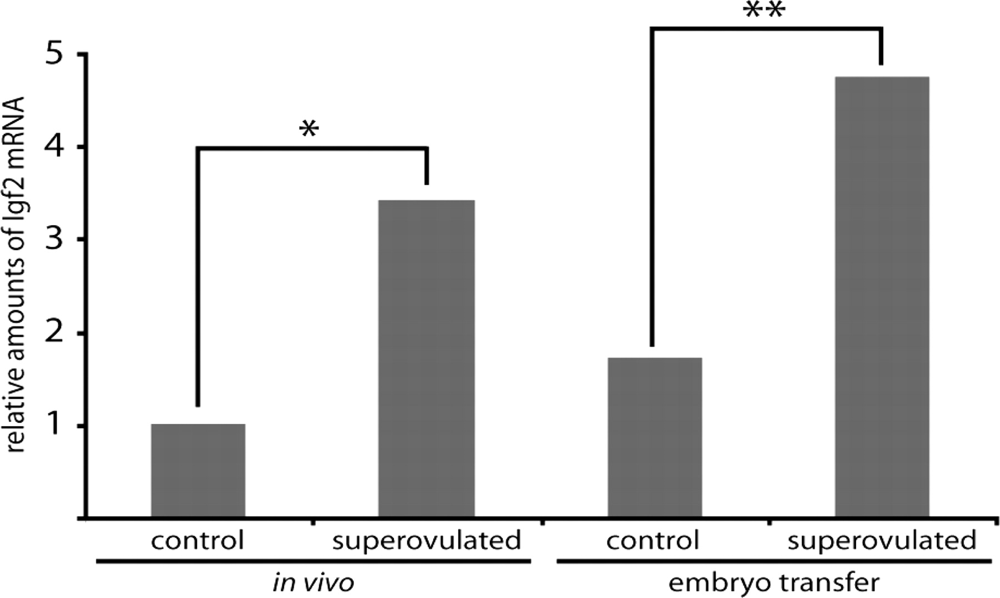 **
5
*
4
3
2
1
relative amounts of Igf2 mRNA
control superovulated control superovulated
in vivo embryo transfer